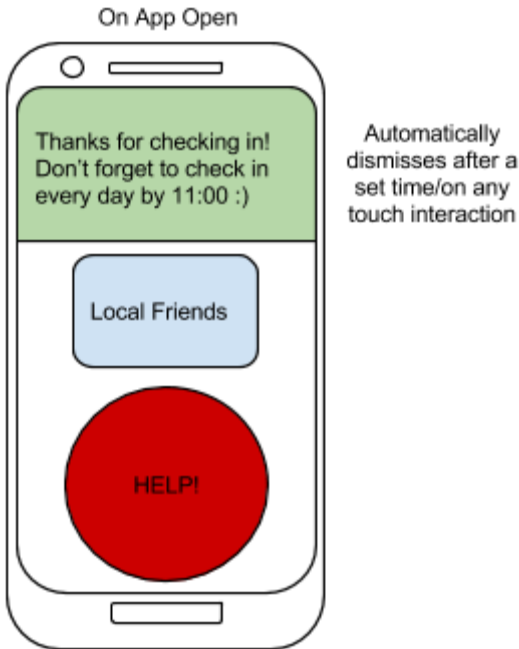 On App Open
Thanks for checking in!
Don't forget to check in
every day by 11:00 :)
Automatically
dismisses after a
set time/on any
touch interaction
Local Friends
HELP!